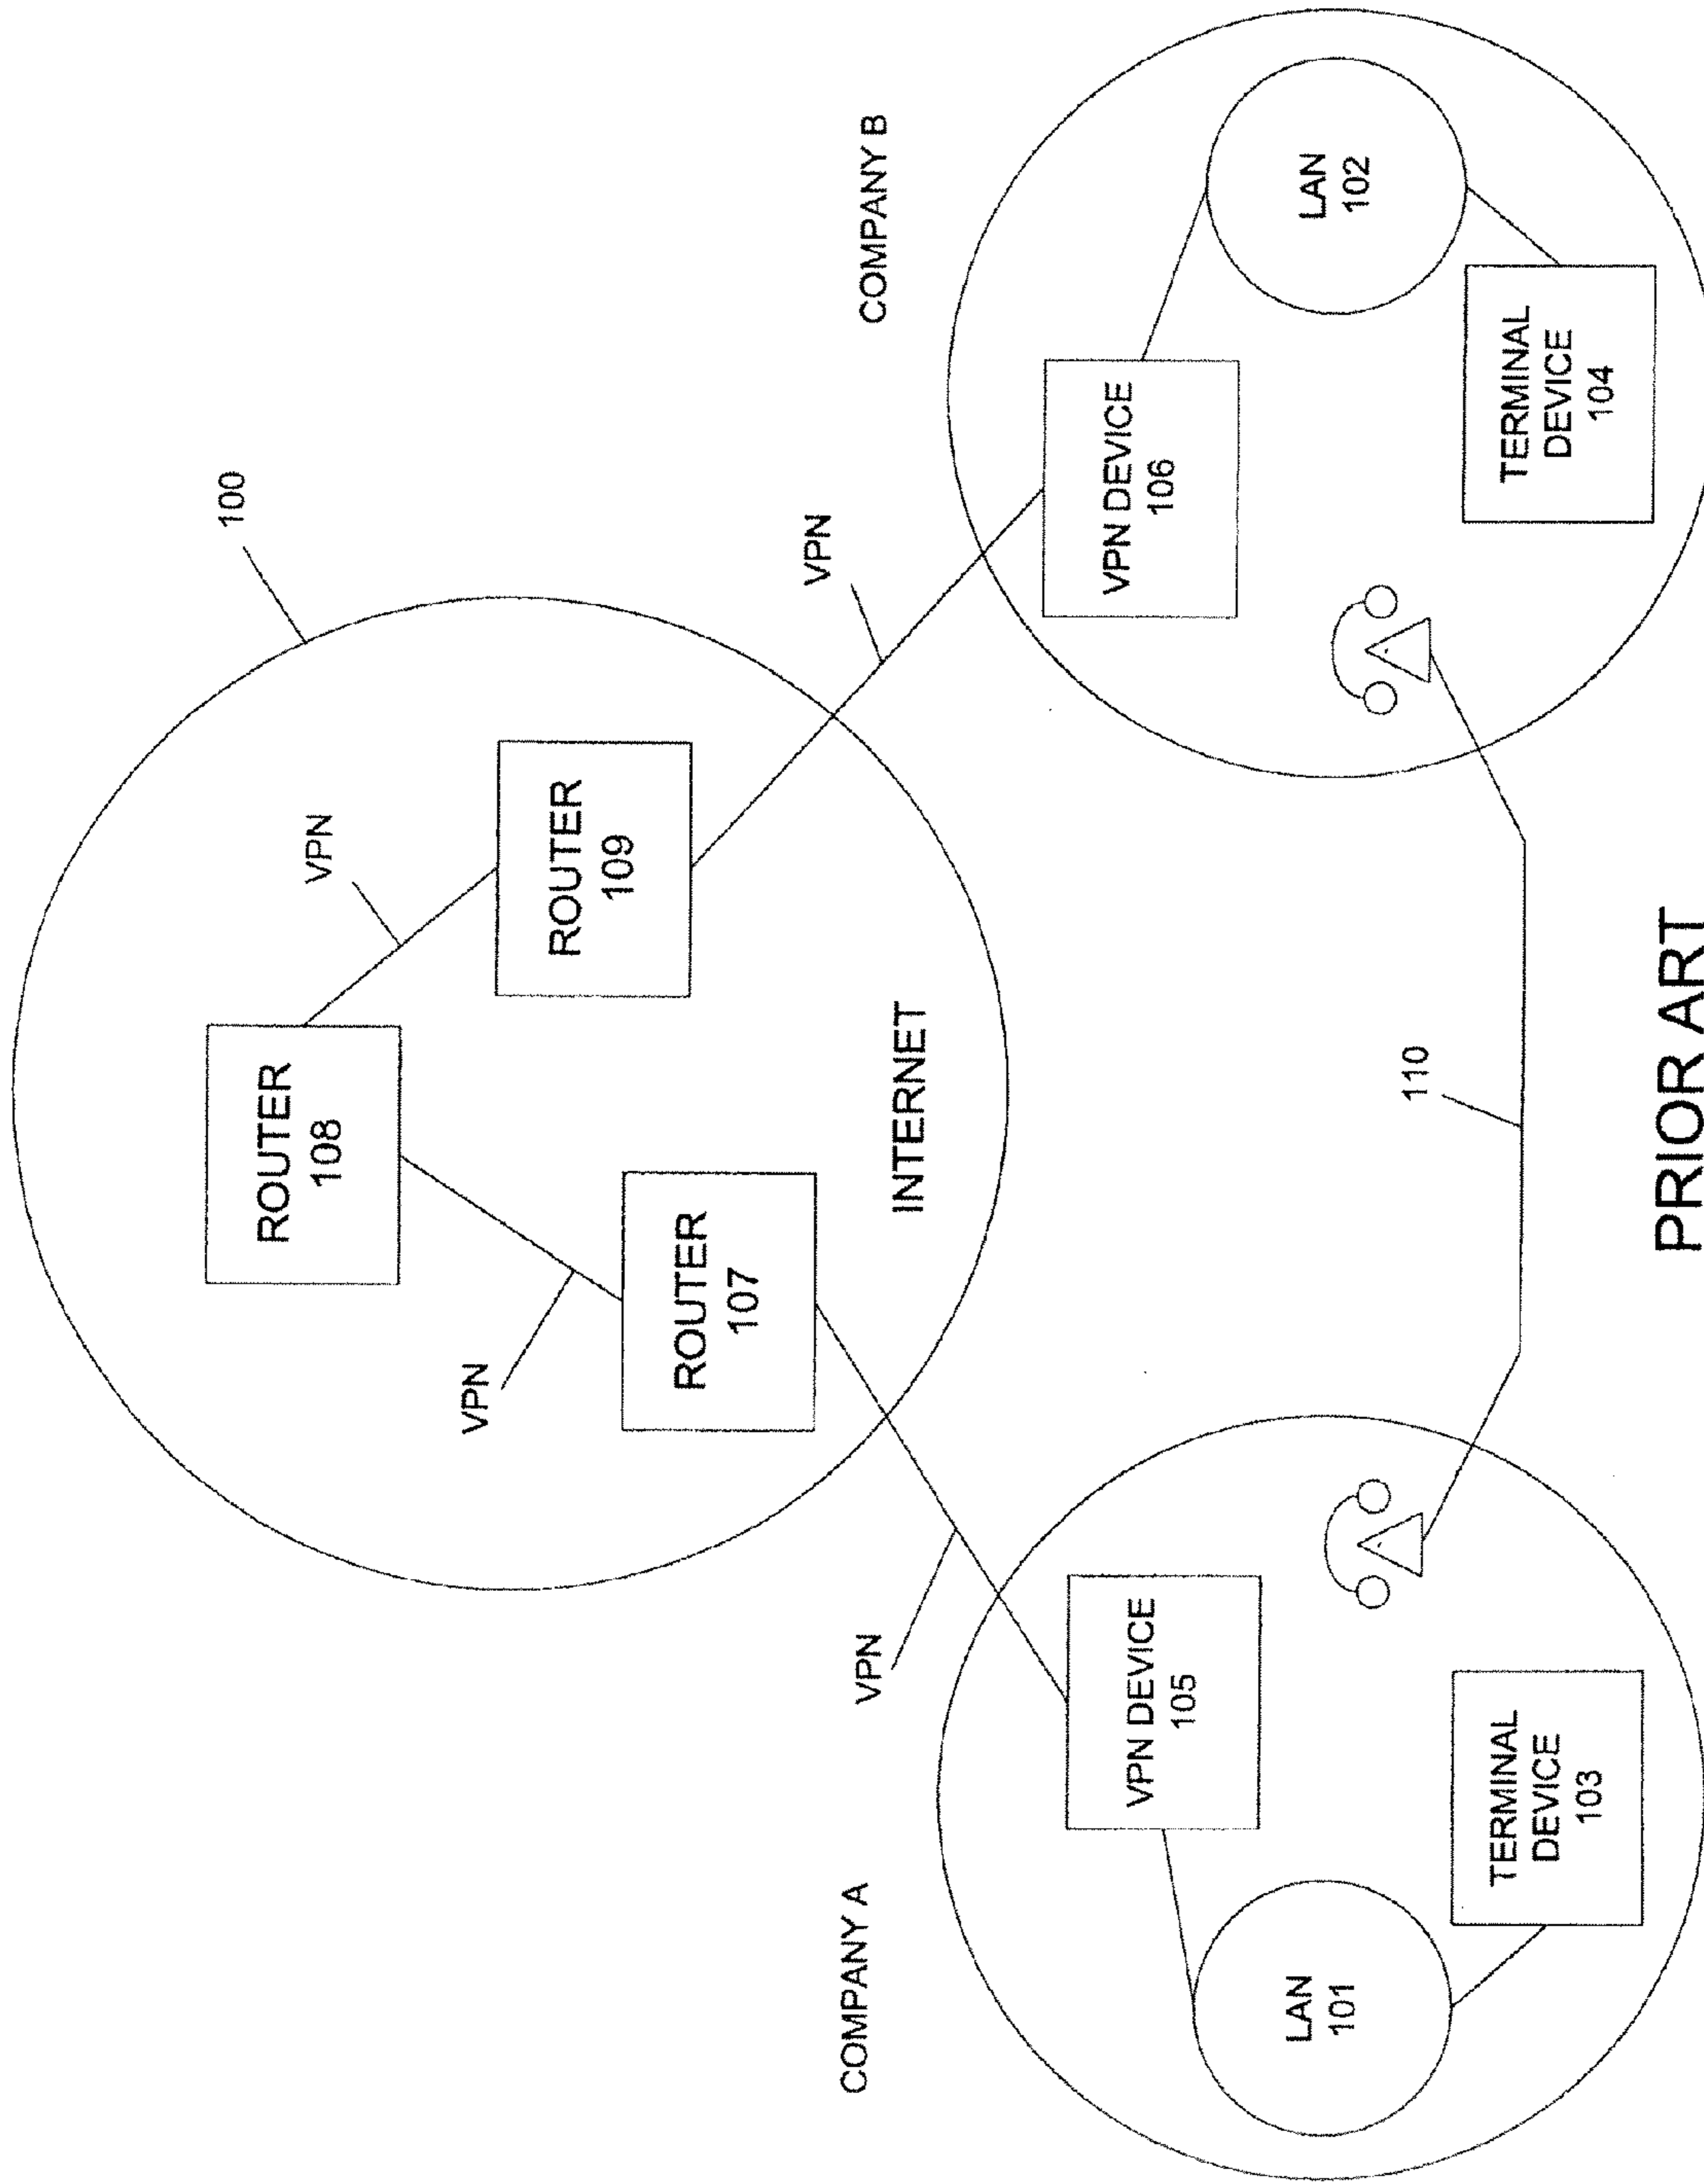 100
VPN
ROUTER
108
ROUTER
109
VPN
ROUTER
107
INTERNET
VPN
VPN
COMPANY A
COMPANY B
VPN DEVICE
105
VPN DEVICE
106
LAN
101
LAN
102
TERMINAL
DEVICE
103
TERMINAL
DEVICE
104
110
PRIOR ART